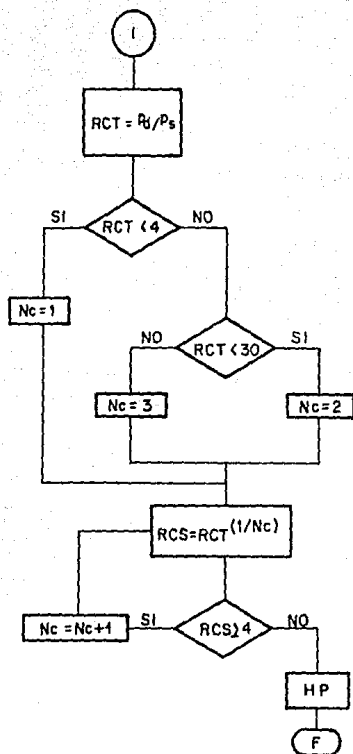 1
RCT = Pd/Ps
SI
RCT < 4
NO
Nc=1
NO
RCT <30
SI
Nc= 3
Nc=2
RCS=RCT(1/Nc)
Nc =Nc+1
SI
RCS≥4
NO
HP
F